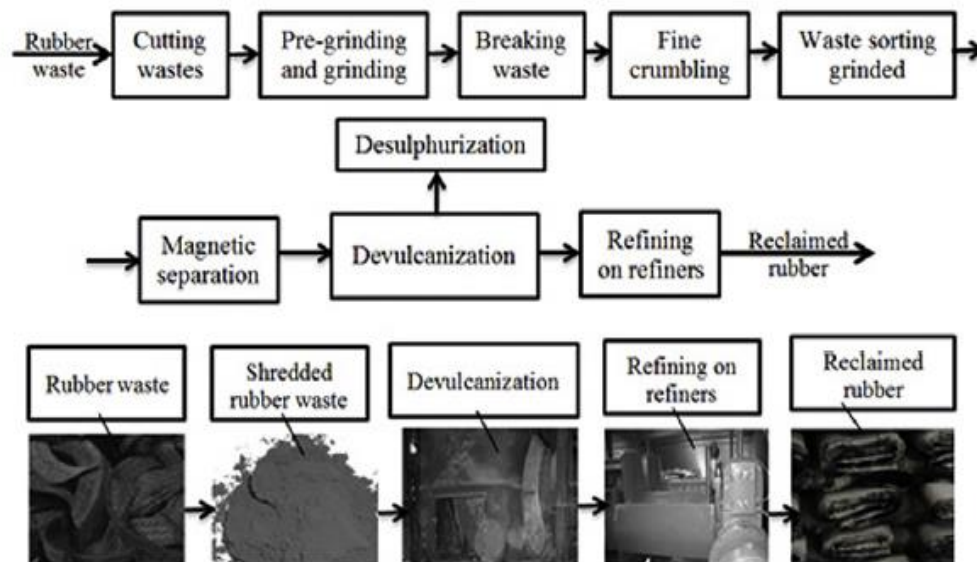 Rubber
waste
Cutting
wastes
Pre-grinding
and grinding
Breaking
waste
Fine
crumbling
Waste sorting
grinded
Desulphurization
Magnetic
separation
Devulcanization
Refining
on refiners
Reclaimed
rubber
Rubber waste
Shredded
rubber waste
Devulcanization
Refining on
refiners
Reclaimed
rubber